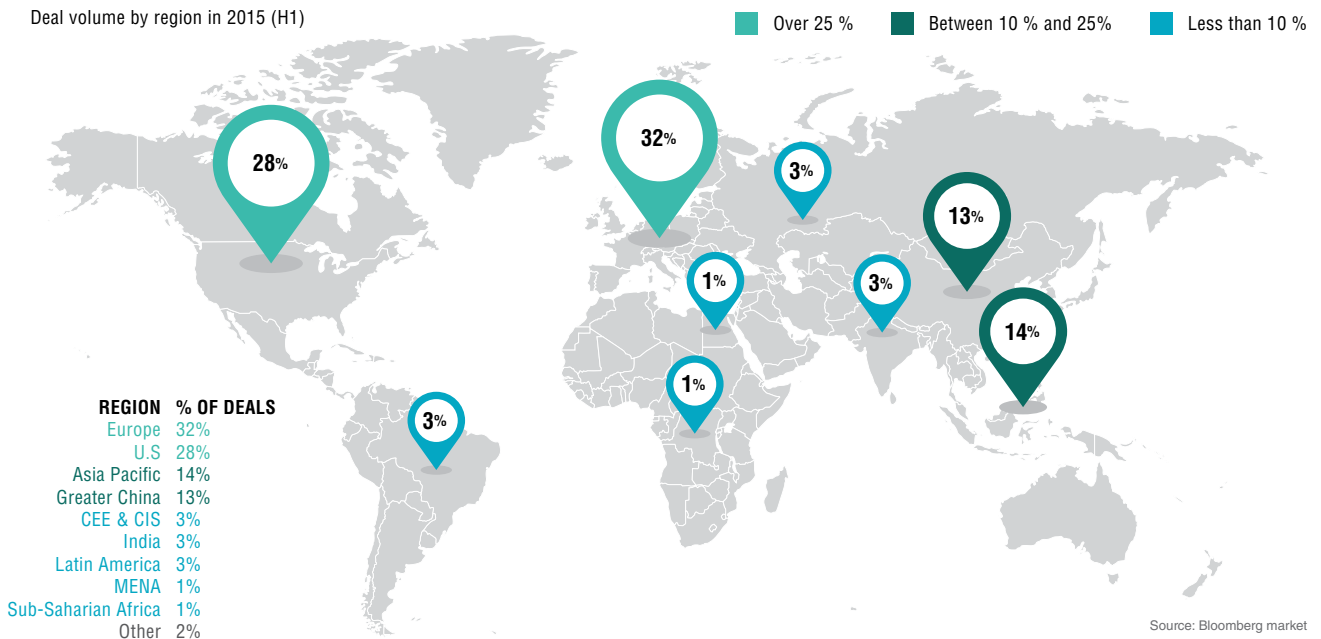 Deal volume by region in 2015 (H1)
Over 25 %
Between 10 % and 25%
Less than 10 %
28%
32%
3%
13%
1%
3%
14%
1%
3%
REGION % OF DEALS
Europe 32%
U.S 28%
Asia Pacific 14%
Greater China 13%
CEE & CIS 3%
India 3%
Latin America 3%
MENA 1%
Sub-Saharian Africa 1%
Other 2%
Source: Bloomberg market